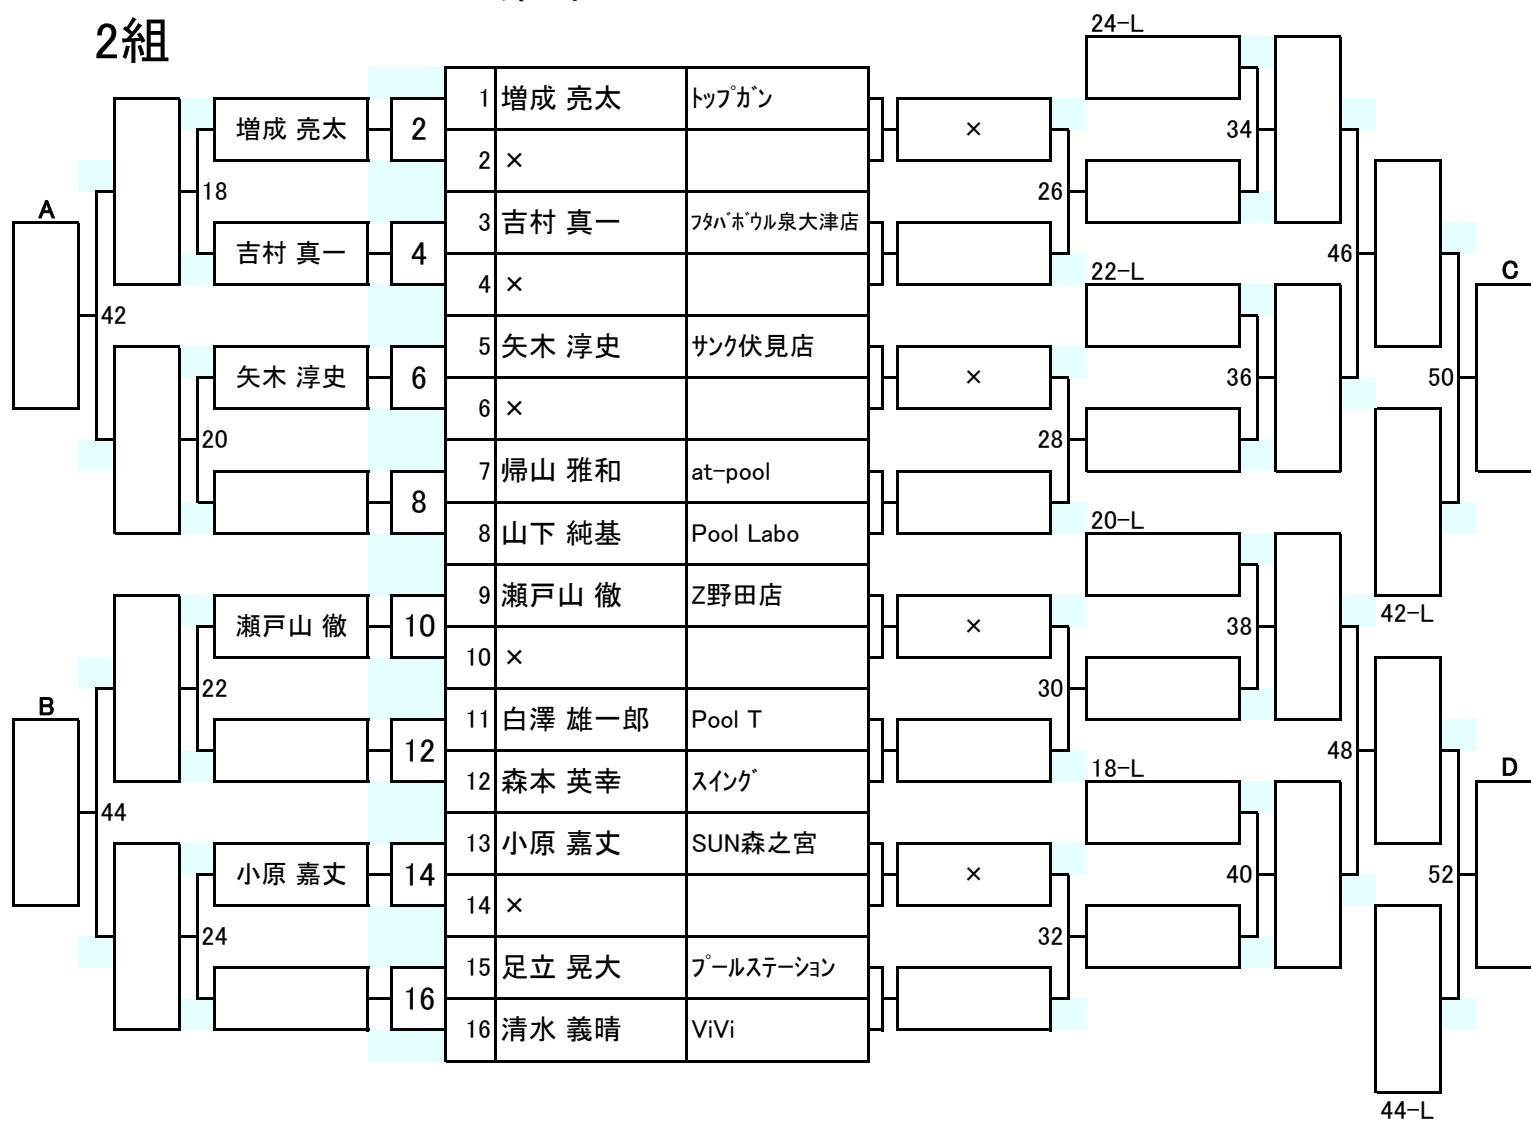 2組
24-L
1 増成 亮太 トップガン
増成 亮太 2 × 34
2 ×
18 26
A 3 吉村 真一 フタバボウル泉大津店
吉村 真一 4 46
22-L C
4 ×
42
5 矢木 淳史 サンク伏見店
矢木 淳史 6 × 36 50
6 ×
20 28
7 帰山 雅和 at-pool
8
20-L
8 山下 純基 Pool Labo
9 瀬戸山 徹 Z野田店
42-L
瀬戸山 徹 10 × 38
10 ×
22 30
B 11 白澤 雄一郎 Pool T
12 48
18-L D
12 森本 英幸 スイング
44
13 小原 嘉丈 SUN森之宮
小原 嘉丈 14 × 40 52
14 ×
24 32
15 足立 晃大 プールステーション
16
16 清水 義晴 ViVi
44-L